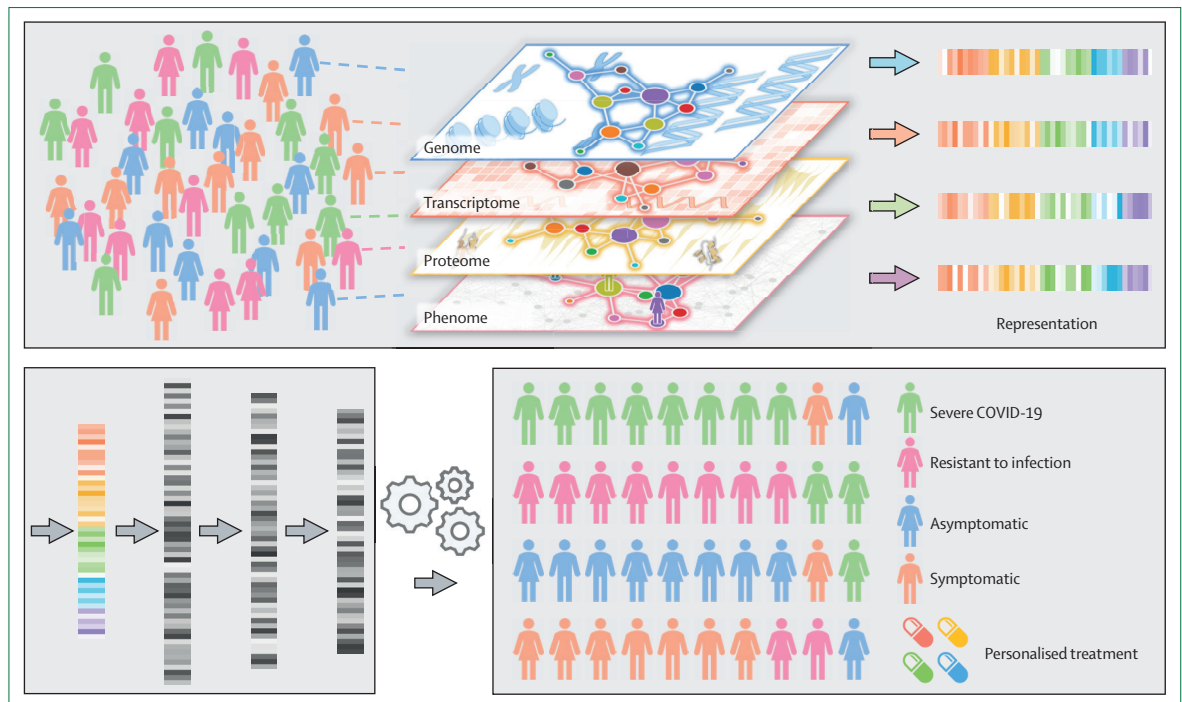 Genome
Transcriptome
Proteome
Phenome
Representation
Severe COVID-19
Resistant to infection
Asymptomatic
Symptomatic
Personalised treatment